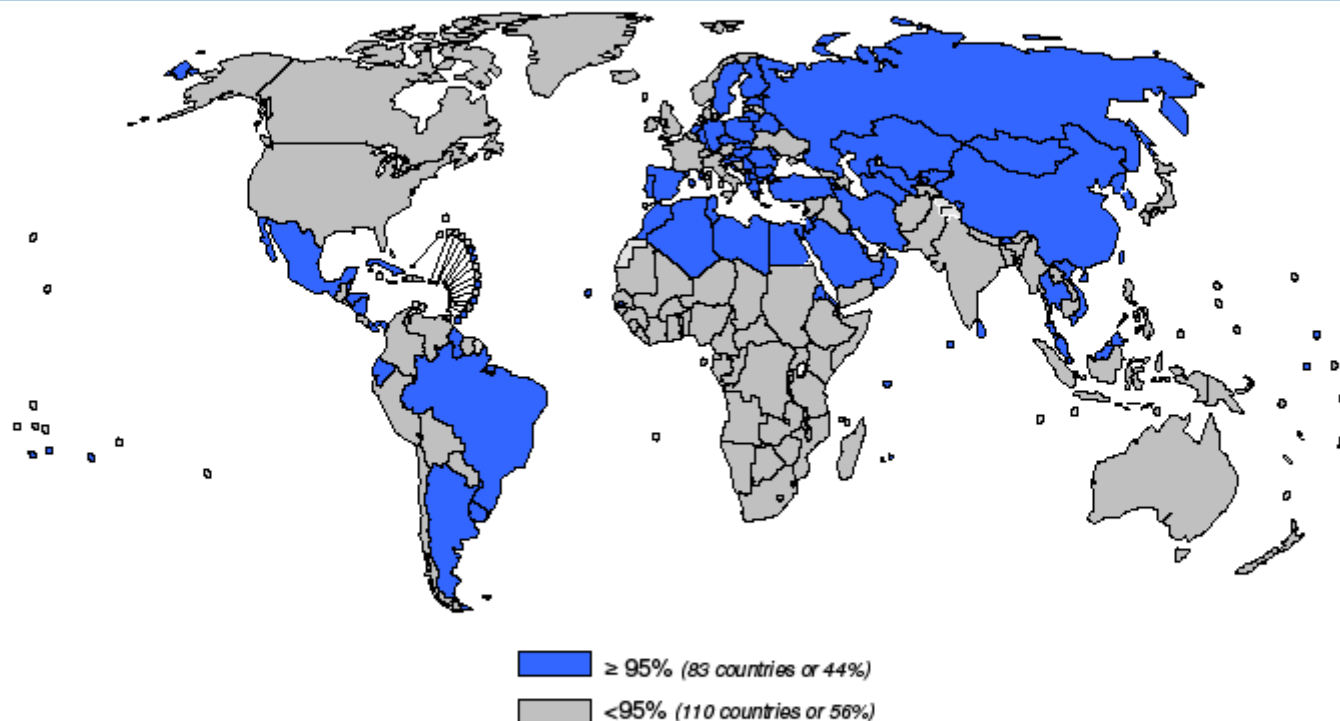 ≥ 95% (83 countries or 44%)
<95% (110 countries or 56%)